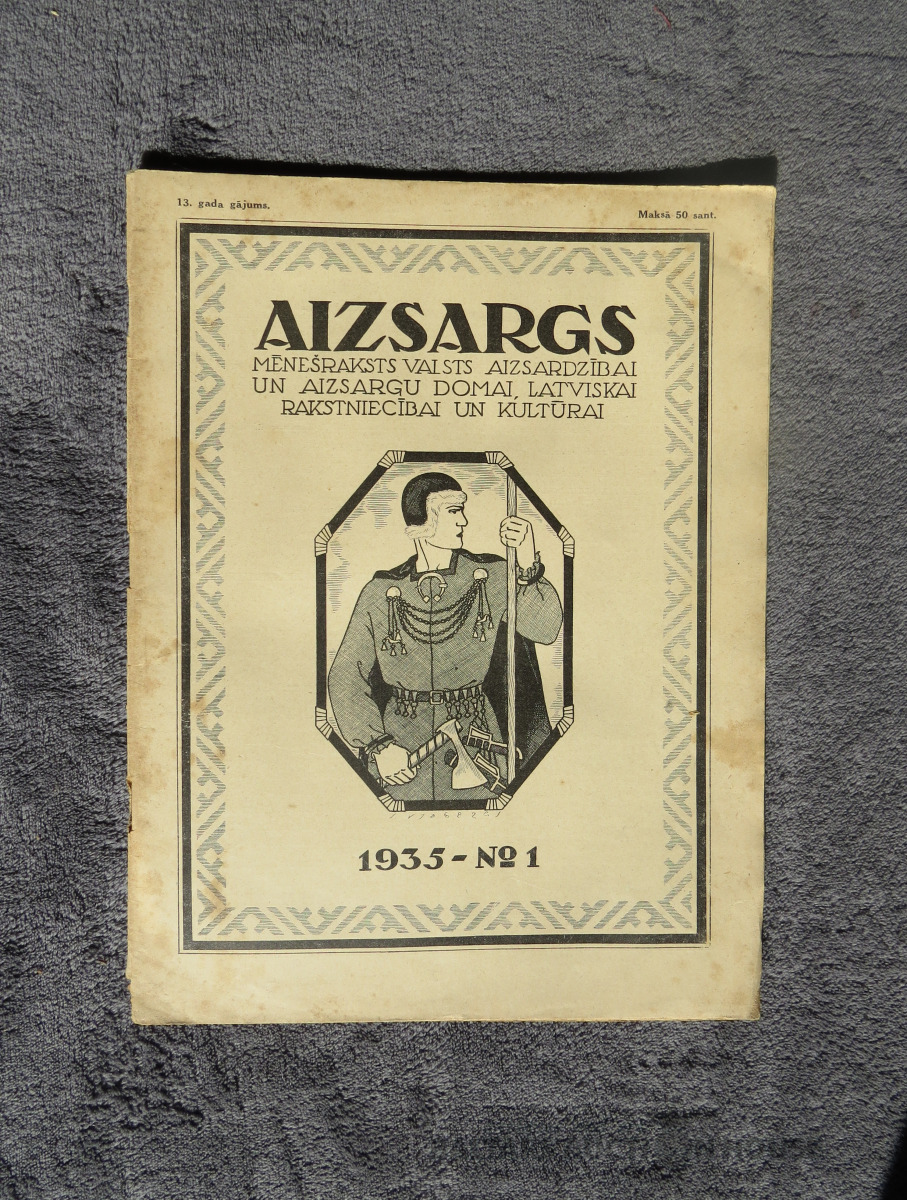 13. gada gājums.
Maksā 50 sant.
AIZSARGS
MĒNEŠRAKSTS VALSTS AIZSARDZĪBAI
UN AIZSARGU DOMAI, LATVISKAI
RAKSTNIECĪBAI UN KULTŪRAI
1935 - № 1